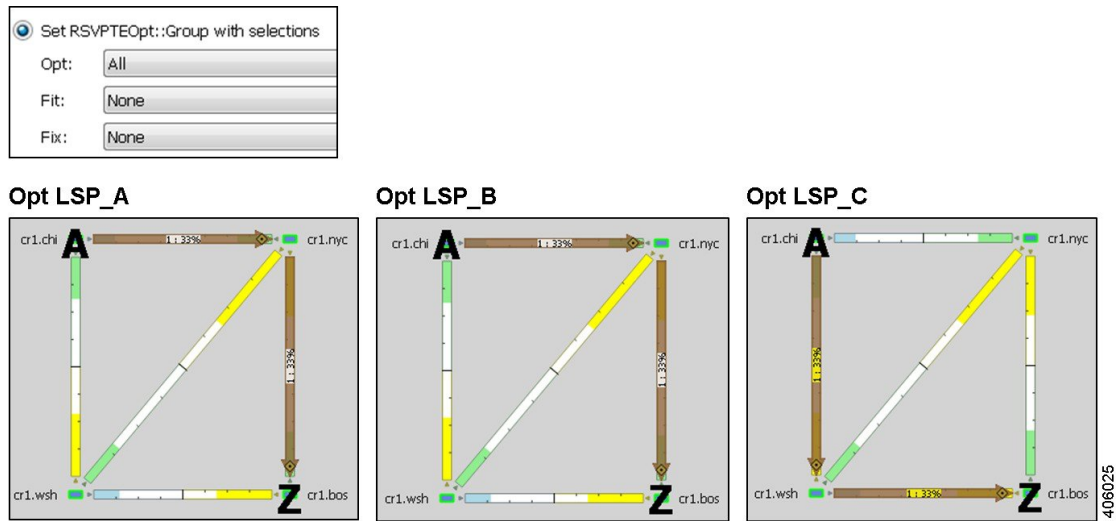 Set RSVPTEOpt::Group with selections
Opt: All
Fit: None
Fix: None
Opt LSP_A
Opt LSP_B
Opt LSP_C
cr1.chi A 1 : 33% cr1.nyc
1 : 33%
cr1.wsh Z cr1.bos
cr1.chi A 1 : 33% cr1.nyc
1 : 33%
cr1.wsh Z cr1.bos
cr1.chi A cr1.nyc
1 : 33%
cr1.wsh 1 : 33% Z cr1.bos
406025